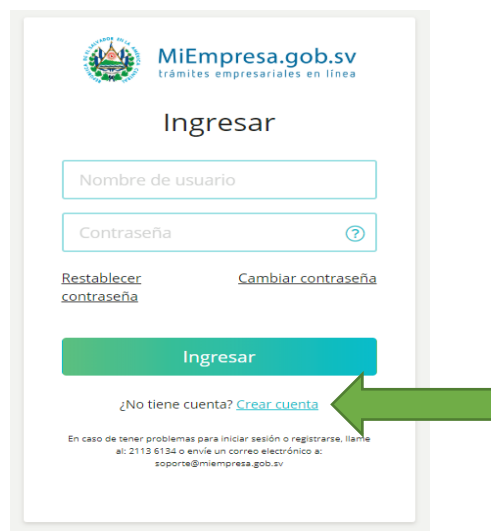 MiEmpresa.gob.sv
trámites empresariales en línea
Ingresar
Nombre de usuario
Contraseña ?
Restablecer contraseña
Cambiar contraseña
Ingresar
¿No tiene cuenta? Crear cuenta
En caso de tener problemas para iniciar sesión o registrarse, llame
al: 2113 6134 o envíe un correo electrónico a:
soporte@miempresa.gob.sv